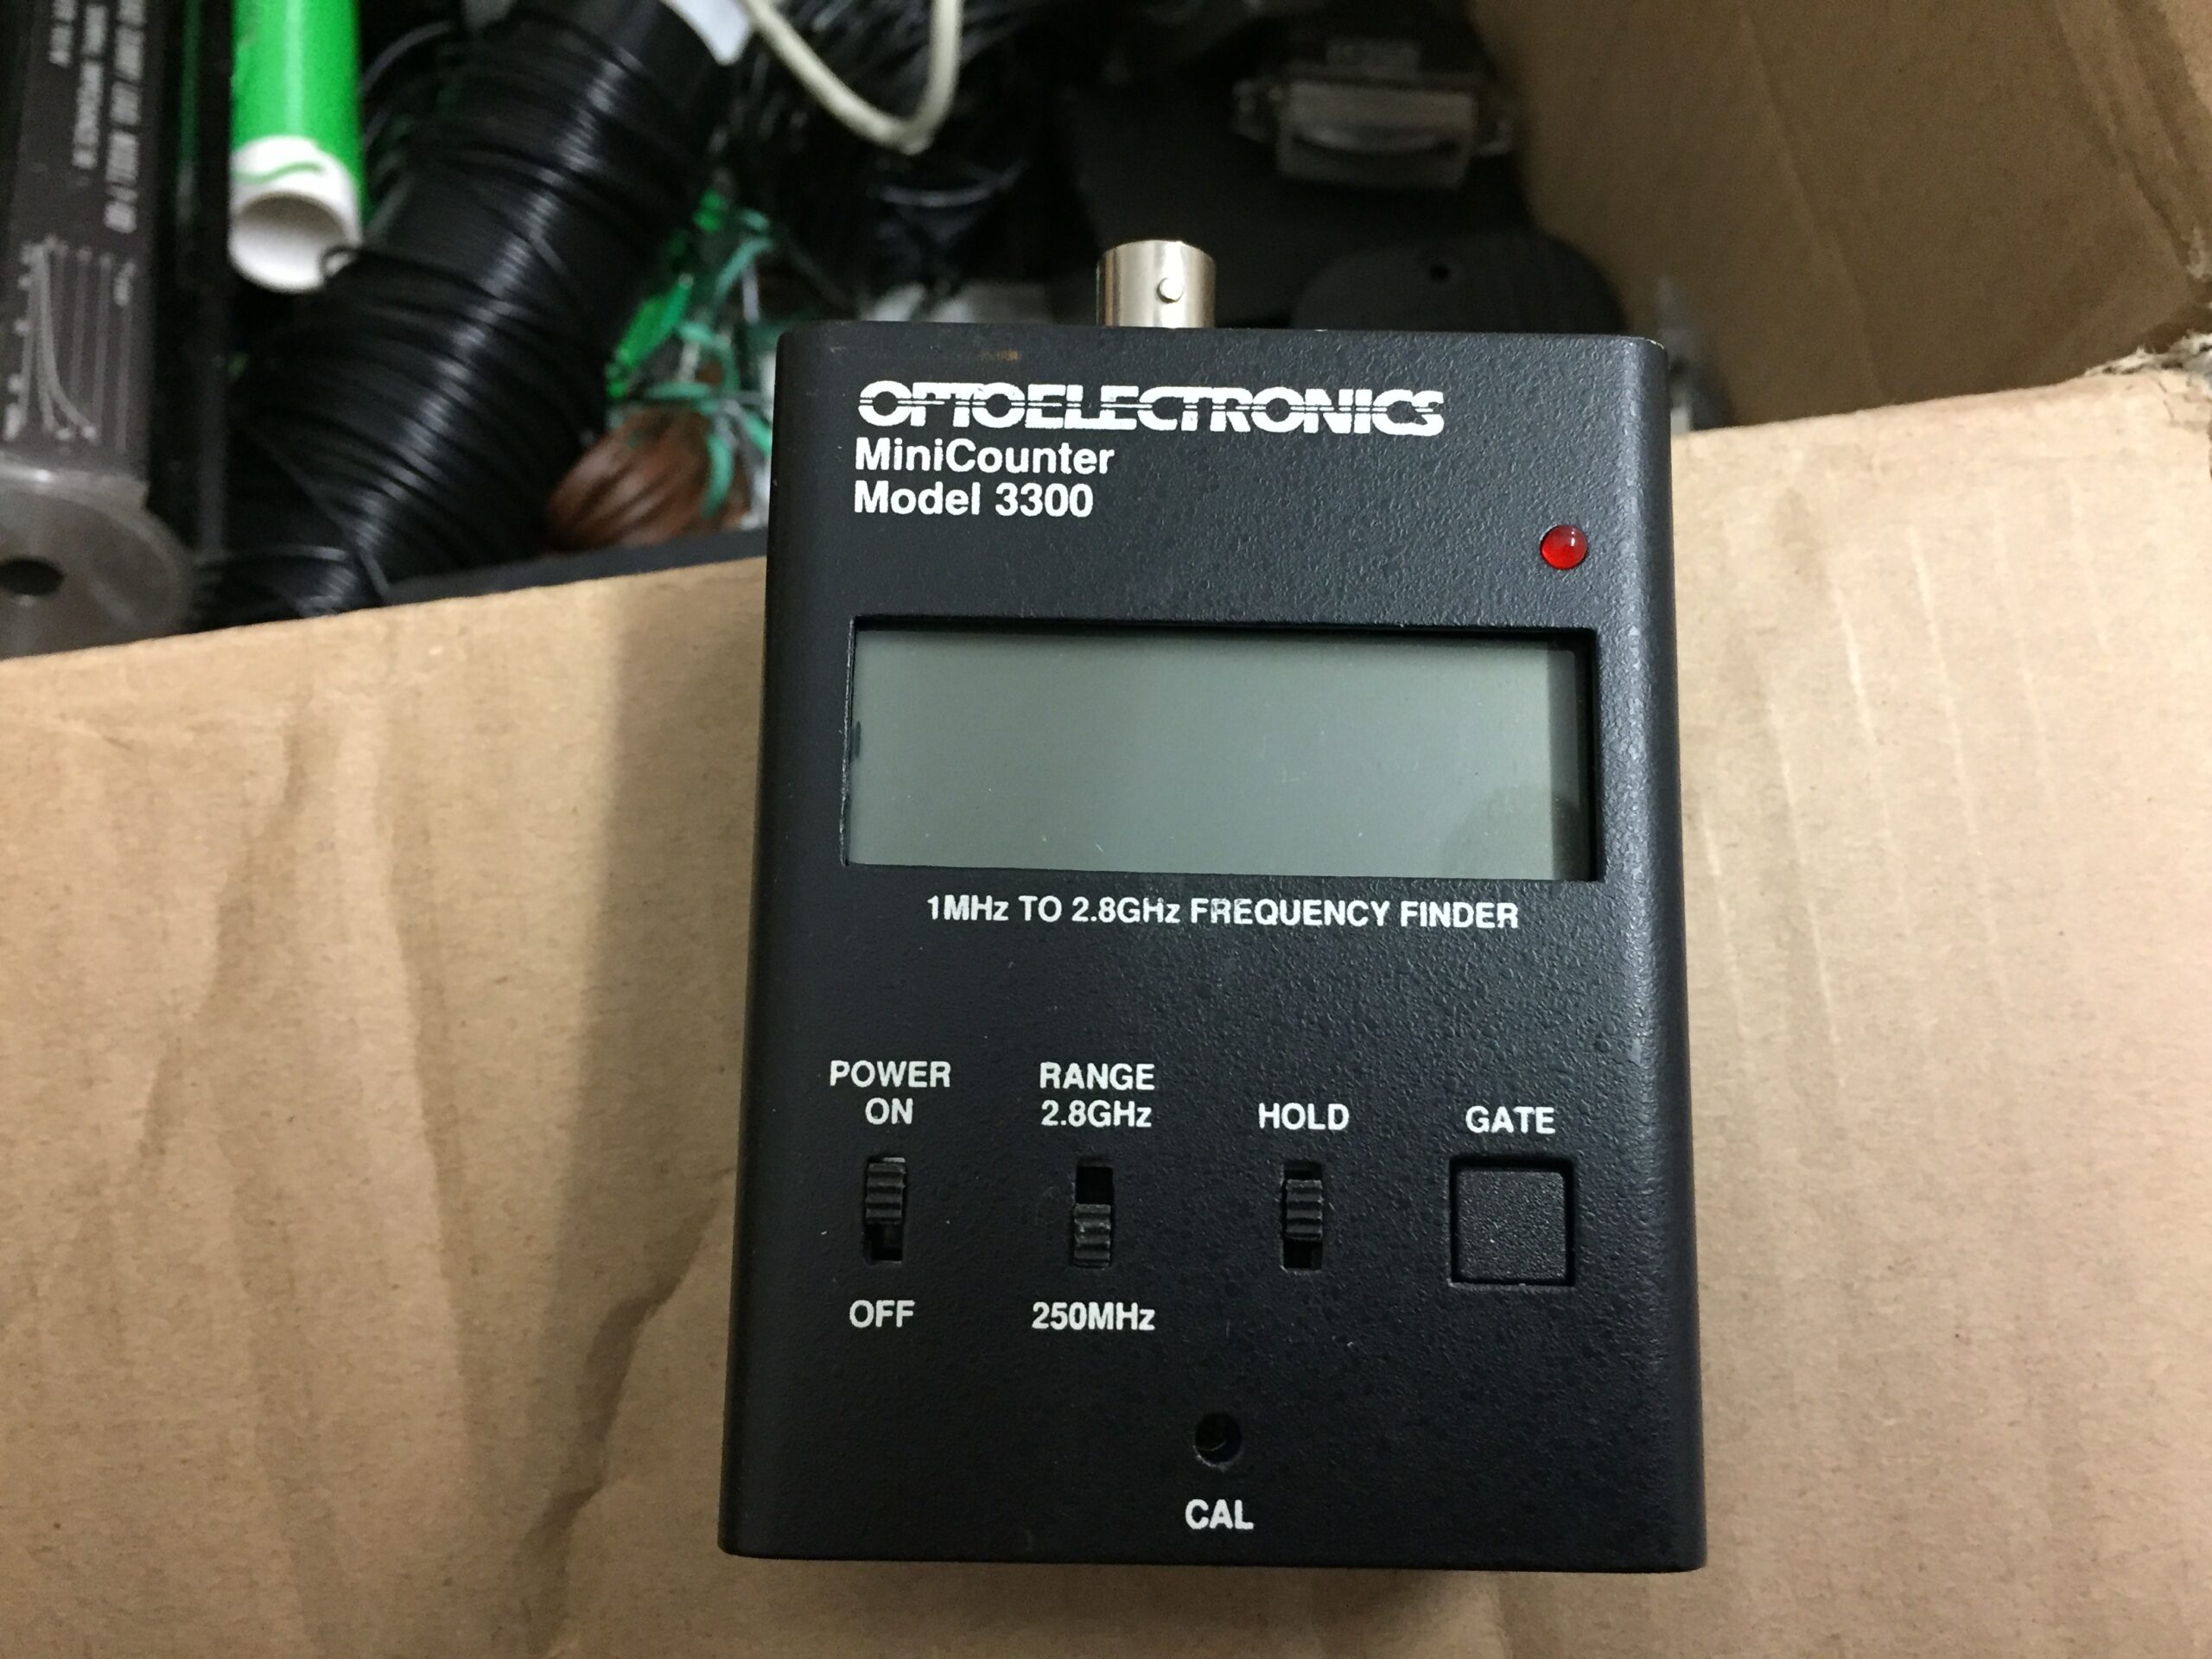 OPTOELECTRONICS
MiniCounter
Model 3300
1MHz TO 2.8GHz FREQUENCY FINDER
POWER
ON
RANGE
2.8GHz
HOLD
GATE
OFF
250MHz
CAL